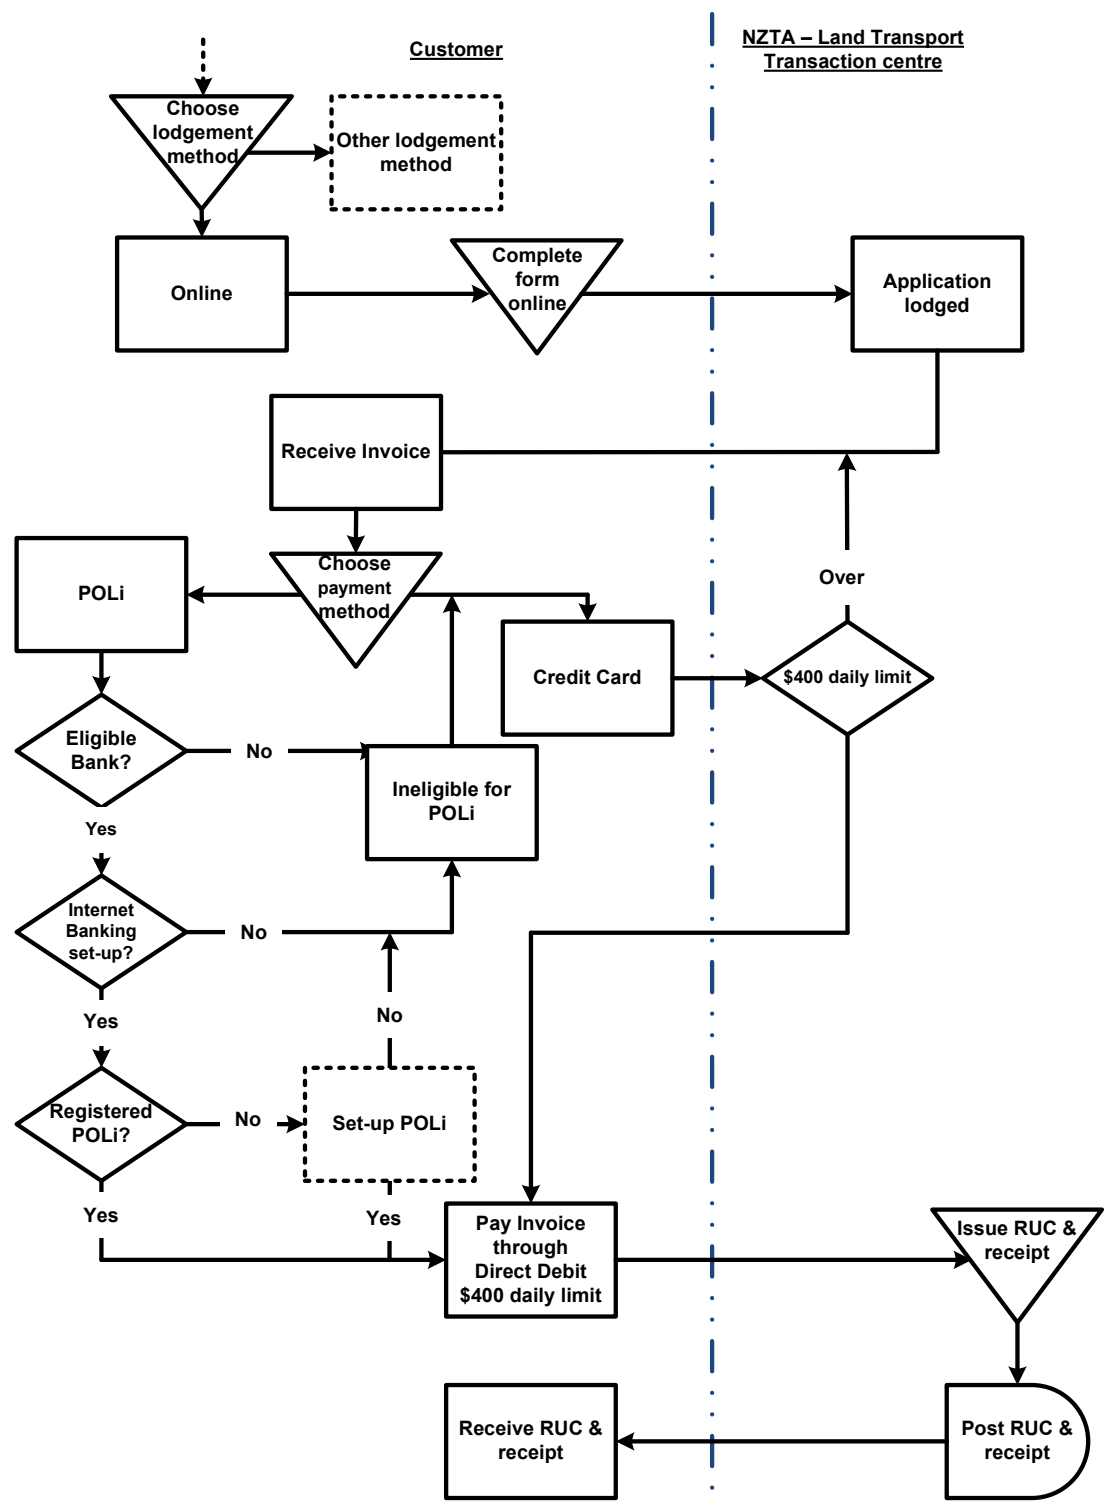 Customer
NZTA – Land Transport
Transaction centre
Choose
lodgement
method
Other lodgement
method
Online
Complete
form
online
Application
lodged
Receive Invoice
Choose
payment
method
POLi
Over
Credit Card
$400 daily limit
Eligible
Bank?
No
Ineligible for
POLi
Yes
Internet
Banking
set-up?
No
Yes
No
Registered
POLi?
No
Set-up POLi
Yes
Yes
Pay Invoice
through
Direct Debit
$400 daily limit
Issue RUC &
receipt
Receive RUC &
receipt
Post RUC &
receipt